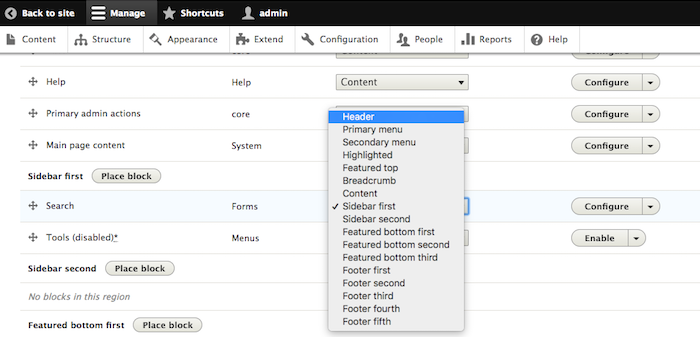 Back to site Manage Shortcuts admin
Content Structure Appearance Extend Configuration People Reports Help
core Content Configure
Help Help Content Configure
Primary admin actions core Configure
Header
Primary menu
Main page content System Configure
Secondary menu
Highlighted
Featured top
Sidebar first Place block
Breadcrumb
Content
Search Forms ✓ Sidebar first Configure
Sidebar second
Featured bottom first
Tools (disabled)* Menus Enable
Featured bottom second
Featured bottom third
Sidebar second Place block
Footer first
Footer second
No blocks in this region
Footer third
Footer fourth
Footer fifth
Featured bottom first Place block